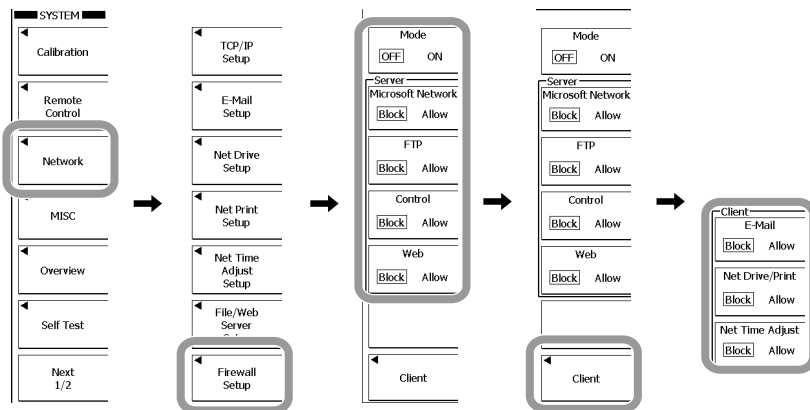 SYSTEM
Calibration
Remote
Control
Network
MISC
Overview
Self Test
Next
1/2
TCP/IP
Setup
E-Mail
Setup
Net Drive
Setup
Net Print
Setup
Net Time
Adjust
Setup
File/Web
Server
Firewall
Setup
Mode
OFF ON
Server
Microsoft Network
Block Allow
FTP
Block Allow
Control
Block Allow
Web
Block Allow
Client
Mode
OFF ON
Server
Microsoft Network
Block Allow
FTP
Block Allow
Control
Block Allow
Web
Block Allow
Client
Client
E-Mail
Block Allow
Net Drive/Print
Block Allow
Net Time Adjust
Block Allow